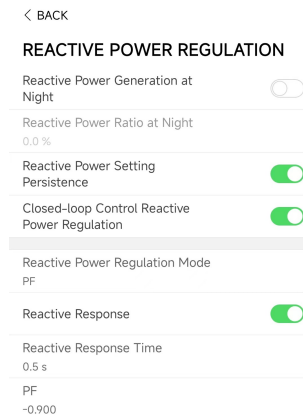 < BACK
REACTIVE POWER REGULATION
Reactive Power Generation at
Night
Reactive Power Ratio at Night
0.0 %
Reactive Power Setting
Persistence
Closed-loop Control Reactive
Power Regulation
Reactive Power Regulation Mode
PF
Reactive Response
Reactive Response Time
0.5 s
PF
-0.900